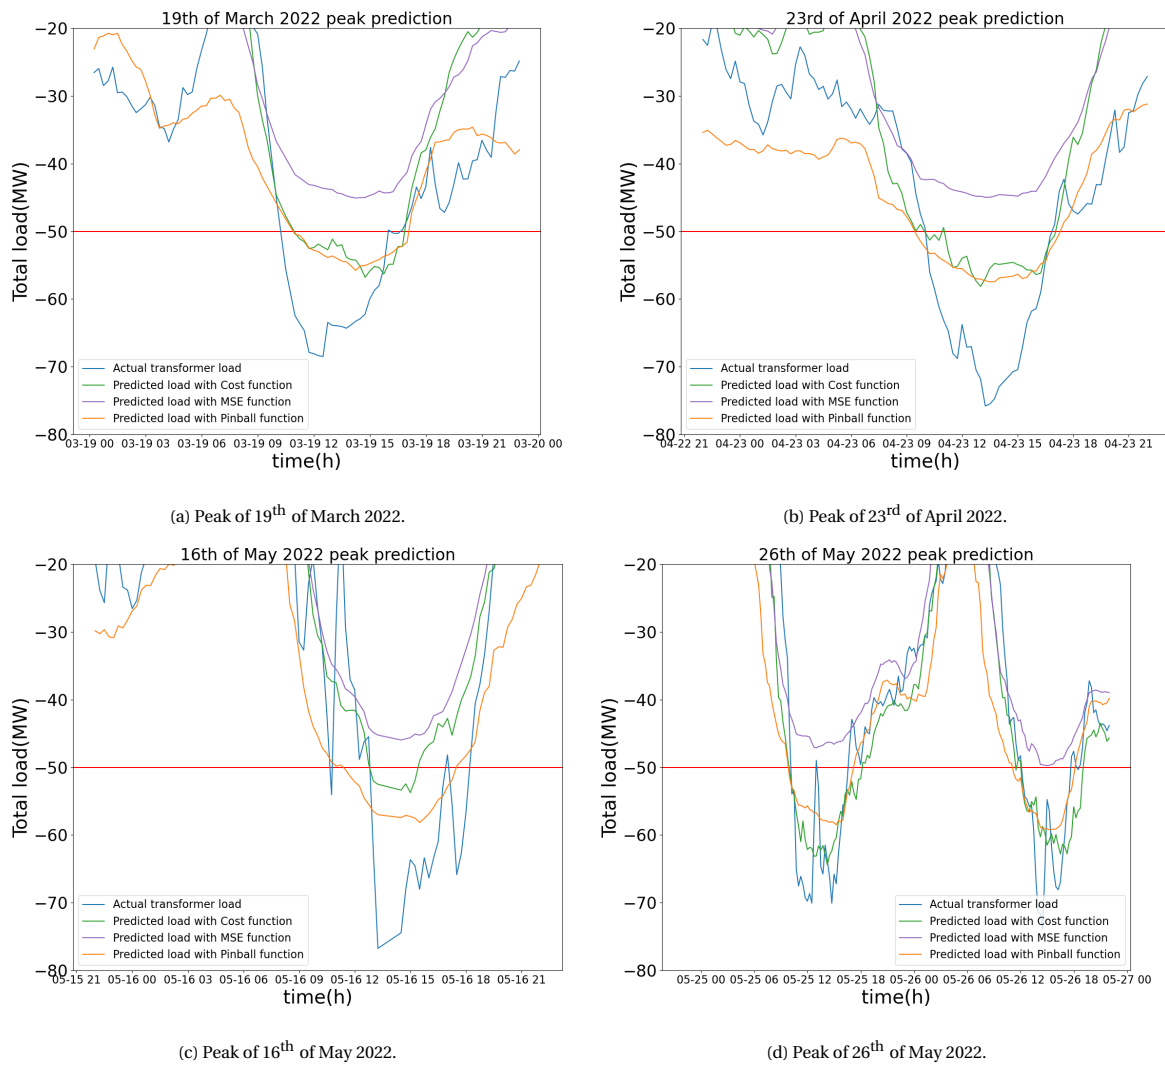 19th of March 2022 peak prediction
−20
−30
−40
−50
−60
−70
−80
Total load(MW)
Actual transformer load
Predicted load with Cost function
Predicted load with MSE function
Predicted load with Pinball function
03-19 00 03-19 03 03-19 06 03-19 09 03-19 12 03-19 15 03-19 18 03-19 21 03-20 00
time(h)
(a) Peak of 19th of March 2022.
23rd of April 2022 peak prediction
−20
−30
−40
−50
−60
−70
−80
Total load(MW)
Actual transformer load
Predicted load with Cost function
Predicted load with MSE function
Predicted load with Pinball function
04-22 21 04-23 00 04-23 03 04-23 06 04-23 09 04-23 12 04-23 15 04-23 18 04-23 21
time(h)
(b) Peak of 23rd of April 2022.
16th of May 2022 peak prediction
−20
−30
−40
−50
−60
−70
−80
Total load(MW)
Actual transformer load
Predicted load with Cost function
Predicted load with MSE function
Predicted load with Pinball function
05-15 21 05-16 00 05-16 03 05-16 06 05-16 09 05-16 12 05-16 15 05-16 18 05-16 21
time(h)
(c) Peak of 16th of May 2022.
26th of May 2022 peak prediction
−20
−30
−40
−50
−60
−70
−80
Total load(MW)
Actual transformer load
Predicted load with Cost function
Predicted load with MSE function
Predicted load with Pinball function
05-25 00 05-25 06 05-25 12 05-25 18 05-26 00 05-26 06 05-26 12 05-26 18 05-27 00
time(h)
(d) Peak of 26th of May 2022.